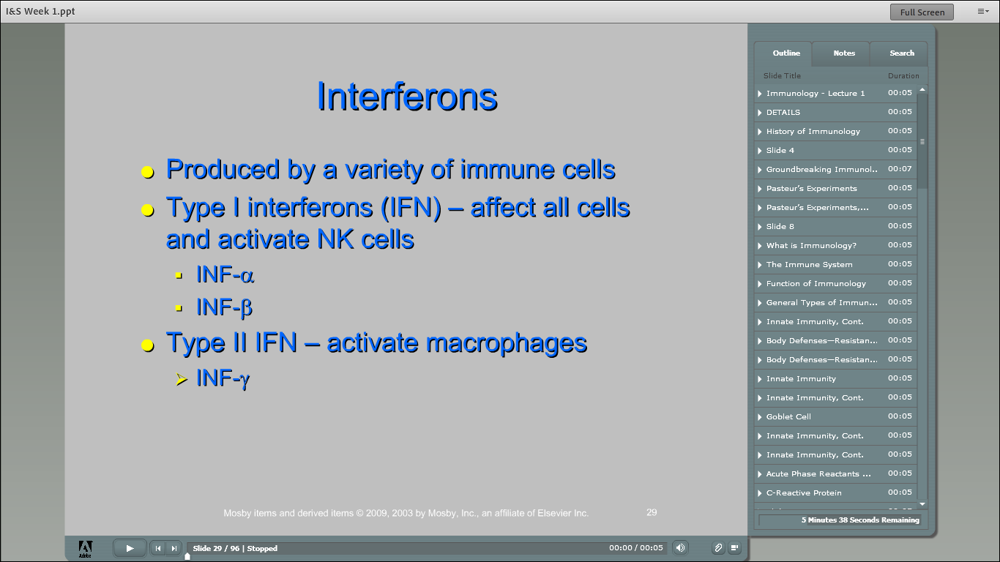 I&S Week 1.ppt
Full Screen
Interferons
Produced by a variety of immune cells
Type I interferons (IFN) – affect all cells
and activate NK cells
INF-α
INF-β
Type II IFN – activate macrophages
INF-γ
Mosby items and derived items © 2009, 2003 by Mosby, Inc., an affiliate of Elsevier Inc.
29
Outline Notes Search
Slide Title Duration
Immunology - Lecture 1 00:05
DETAILS 00:05
History of Immunology 00:05
Slide 4 00:05
Groundbreaking Immunol... 00:07
Pasteur's Experiments 00:05
Pasteur's Experiments,... 00:05
Slide 8 00:05
What is Immunology? 00:05
The Immune System 00:05
Function of Immunology 00:05
General Types of Immun... 00:05
Innate Immunity, Cont. 00:05
Body Defenses—Resistan... 00:05
Body Defenses—Resistan... 00:05
Innate Immunity 00:05
Innate Immunity, Cont. 00:05
Goblet Cell 00:05
Innate Immunity, Cont. 00:05
Innate Immunity, Cont. 00:05
Acute Phase Reactants ... 00:05
C-Reactive Protein 00:05
5 Minutes 38 Seconds Remaining
Adobe
Slide 29 / 96 | Stopped
00:00 / 00:05